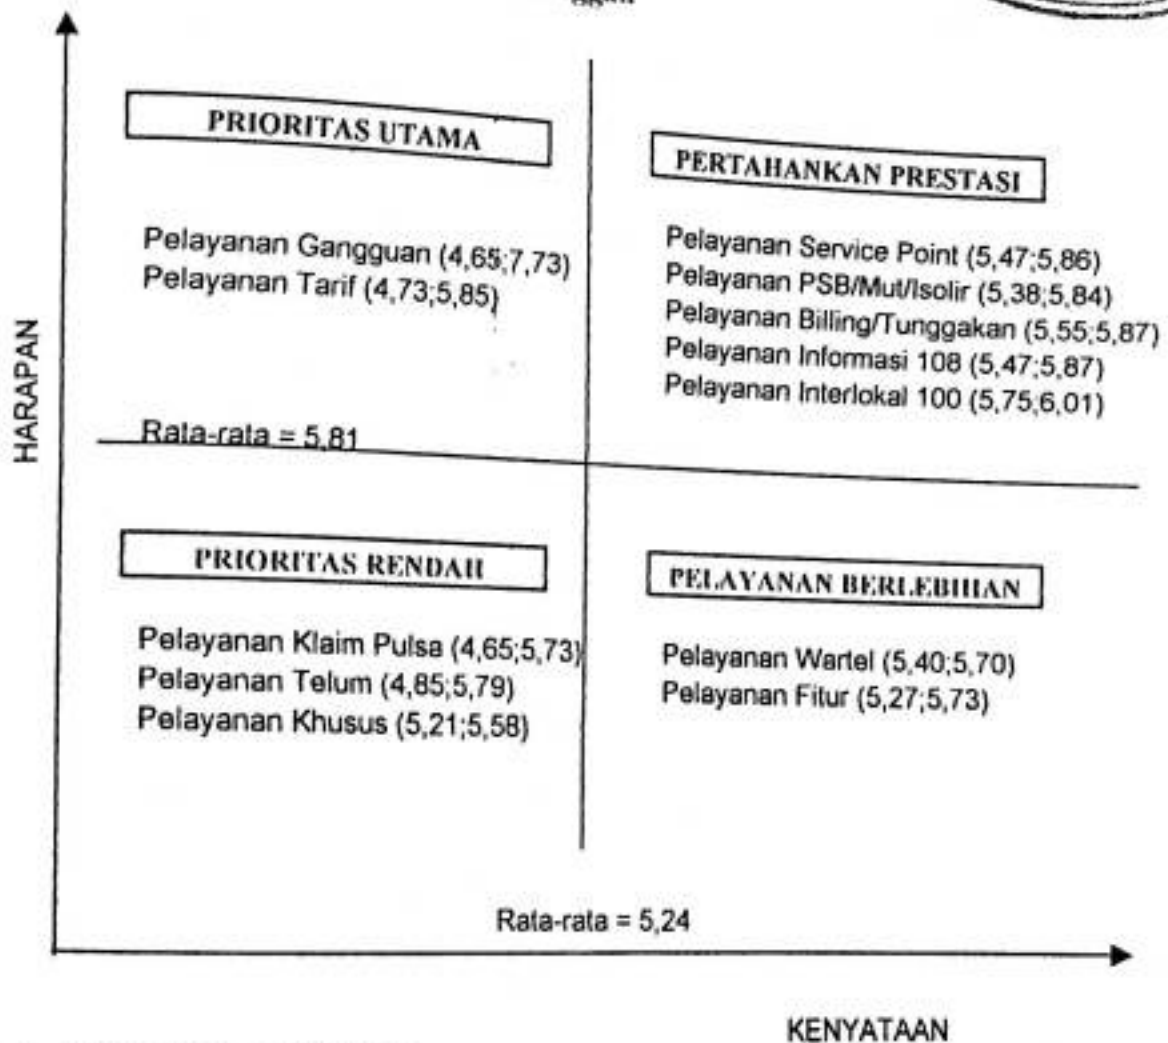 HARAPAN
PRIORITAS UTAMA
Pelayanan Gangguan (4,65;7,73)
Pelayanan Tarif (4,73;5,85)
Rata-rata = 5,81
PERTAHANKAN PRESTASI
Pelayanan Service Point (5,47;5,86)
Pelayanan PSB/Mut/Isolir (5,38;5,84)
Pelayanan Billing/Tunggakan (5,55;5,87)
Pelayanan Informasi 108 (5,47;5,87)
Pelayanan Interlokal 100 (5,75;6,01)
PRIORITAS RENDAH
Pelayanan Klaim Pulsa (4,65;5,73)
Pelayanan Telum (4,85;5,79)
Pelayanan Khusus (5,21;5,58)
PELAYANAN BERLEBIHAN
Pelayanan Wartel (5,40;5,70)
Pelayanan Fitur (5,27;5,73)
Rata-rata = 5,24
KENYATAAN